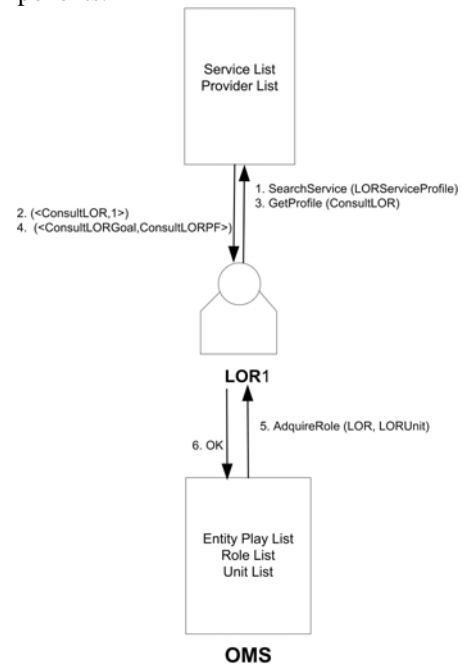 ponents.
Service List
Provider List
1. SearchService (LORServiceProfile)
3. GetProfile (ConsultLOR)
2. (<ConsultLOR,1>)
4. (<ConsultLORGoal,ConsultLORPF>)
LOR1
5. AdquireRole (LOR, LORUnit)
6. OK
Entity Play List
Role List
Unit List
OMS